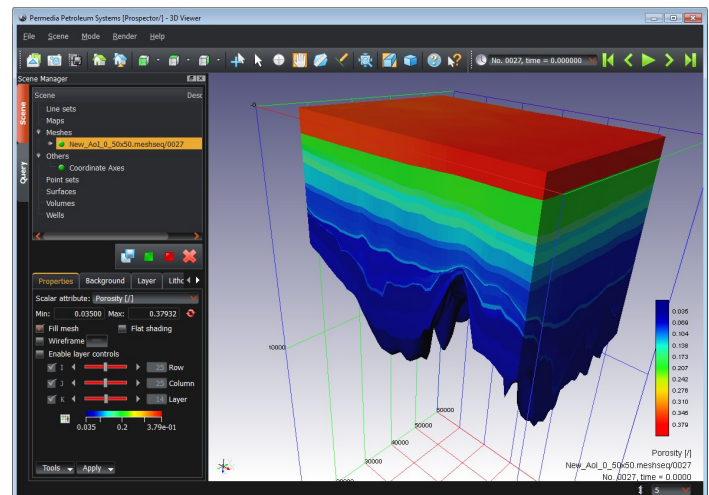 Permedia Petroleum Systems [Prospector/] - 3D Viewer
File Scene Mode Render Help
No. 0027, time = 0.000000
Scene Manager
Scene
Query
Scene Desc
Line sets
Maps
Meshes
New_AoI_0_50x50.meshseq/0027
Others
Coordinate Axes
Point sets
Surfaces
Volumes
Wells
Properties Background Layer Litho
Scalar attribute: Porosity [/]
Min: 0.03500 Max: 0.37932
Fill mesh Flat shading
Wireframe
Enable layer controls
I 25 Row
J 25 Column
K 14 Layer
0.035 0.2 3.79e-01
Tools Apply
0
10000
60000
50000
40000
30000
0.035
0.069
0.104
0.138
0.173
0.207
0.242
0.276
0.310
0.345
0.379
Porosity [/]
New_AoI_0_50x50.meshseq/0027
No. 0027, time = 0.0000
5